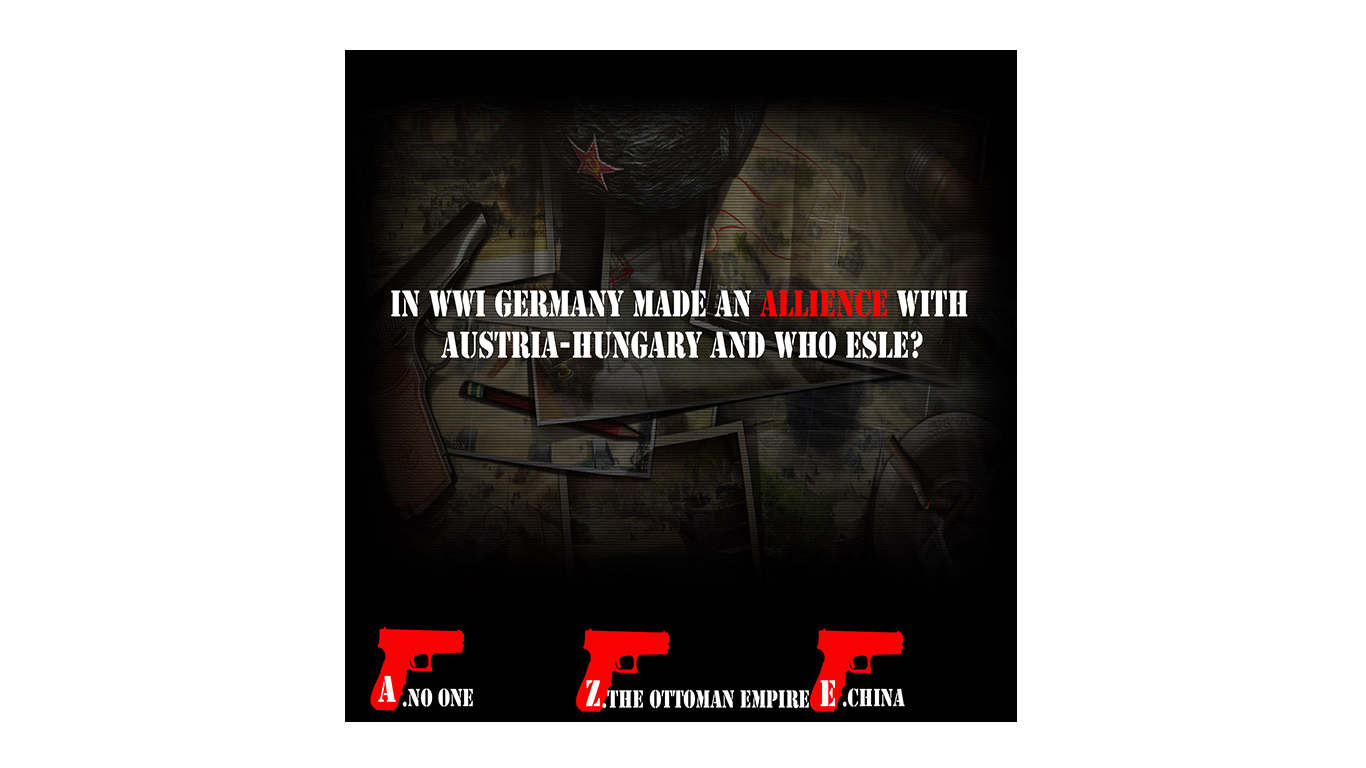 IN WWI GERMANY MADE AN ALLIENCE WITH
AUSTRIA-HUNGARY AND WHO ESLE?
A .NO ONE
Z.THE OTTOMAN EMPIRE
E .CHINA